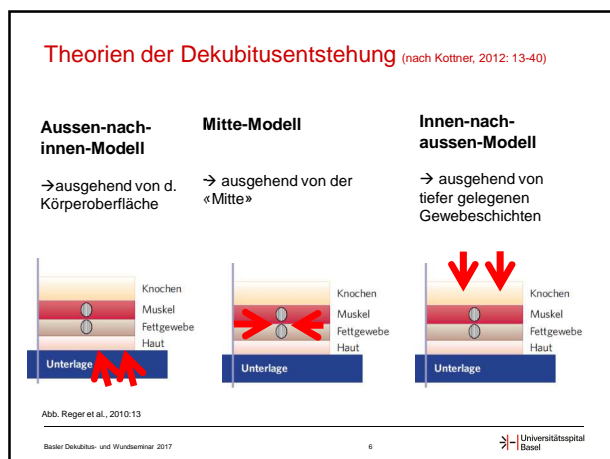 Theorien der Dekubitusentstehung (nach Kottner, 2012: 13-40)
Aussen-nach-
innen-Modell
→ausgehend von d.
Körperoberfläche
Mitte-Modell
→ ausgehend von der
«Mitte»
Innen-nach-
aussen-Modell
→ ausgehend von
tiefer gelegenen
Gewebeschichten
Knochen
Muskel
Fettgewebe
Haut
Unterlage
Knochen
Muskel
Fettgewebe
Haut
Unterlage
Knochen
Muskel
Fettgewebe
Haut
Unterlage
Abb. Reger et al., 2010:13
Basler Dekubitus- und Wundseminar 2017
6
Universitätsspital
Basel